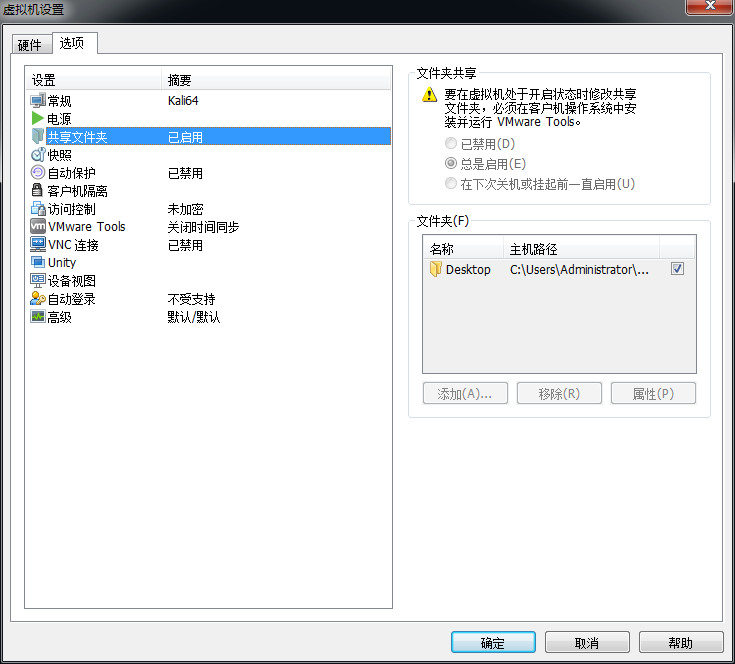 虚拟机设置
硬件 选项
设置 摘要
常规 Kali64
电源
共享文件夹 已启用
快照
自动保护 已禁用
客户机隔离
访问控制 未加密
VMware Tools 关闭时间同步
VNC 连接 已禁用
Unity
设备视图
自动登录 不受支持
高级 默认/默认
文件夹共享
要在虚拟机处于开启状态时修改共享
文件夹，必须在客户机操作系统中安
装并运行 VMware Tools。
已禁用(D)
总是启用(E)
在下次关机或挂起前一直启用(U)
文件夹(F)
名称 主机路径
Desktop C:\Users\Administrator\...
添加(A)... 移除(R) 属性(P)
确定 取消 帮助